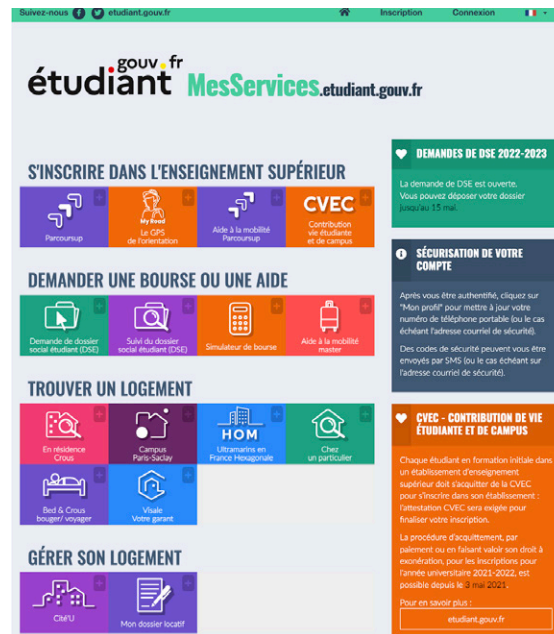 Suivez-nous etudiant.gouv.fr Inscription Connexion
gouv.fr
étudiant MesServices.etudiant.gouv.fr
S'INSCRIRE DANS L'ENSEIGNEMENT SUPÉRIEUR
Parcoursup
My Road
Le GPS
de l'orientation
Aide à la mobilité
Parcoursup
CVEC
Contribution
vie étudiante
et de campus
DEMANDER UNE BOURSE OU UNE AIDE
Demande de dossier
social étudiant (DSE)
Suivi du dossier
social étudiant (DSE)
Simulateur de bourse
Aide à la mobilité
master
TROUVER UN LOGEMENT
En résidence
Crous
Campus
Paris-Saclay
HOM
Ultramarins en
France Hexagonale
Chez
un particulier
Bed & Crous
bouger/ voyager
Visale
Votre garant
GÉRER SON LOGEMENT
Cité'U
Mon dossier locatif
DEMANDES DE DSE 2022-2023
La demande de DSE est ouverte.
Vous pouvez déposer votre dossier
jusqu'au 15 mai.
SÉCURISATION DE VOTRE
COMPTE
Après vous être authentifié, cliquez sur
"Mon profil" pour mettre à jour votre
numéro de téléphone portable (ou le cas
échéant l'adresse courriel de sécurité).
Des codes de sécurité peuvent vous être
envoyés par SMS (ou le cas échéant sur
l'adresse courriel de sécurité).
CVEC - CONTRIBUTION DE VIE
ÉTUDIANTE ET DE CAMPUS
Chaque étudiant en formation initiale dans
un établissement d'enseignement
supérieur doit s'acquitter de la CVEC
pour s'inscrire dans son établissement :
l'attestation CVEC sera exigée pour
finaliser votre inscription.
La procédure d'acquittement, par
paiement ou en faisant valoir son droit à
exonération, pour les inscriptions pour
l'année universitaire 2021-2022, est
possible depuis le 3 mai 2021.
Pour en savoir plus :
etudiant.gouv.fr